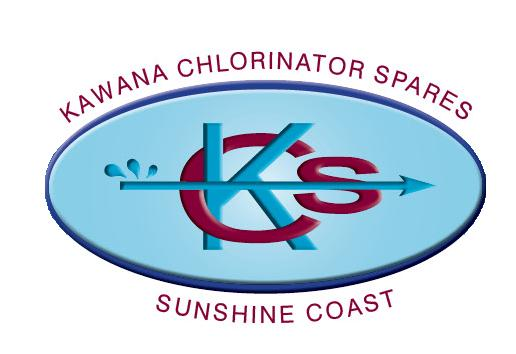 KAWANA CHLORINATOR SPARES
KCS
SUNSHINE COAST